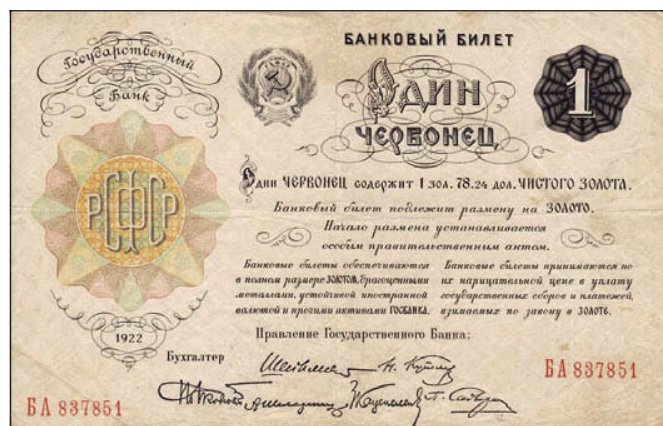 Государственный
Банк
БАНКОВЫЙ БИЛЕТ
ОДИН
ЧЕРВОНЕЦ
1
Один ЧЕРВОНЕЦ содержит 1 зол. 78.24 дол. ЧИСТОГО ЗОЛОТА.
Банковый билет подлежит размену на ЗОЛОТО.
Начало размена устанавливается
особым правительственным актом.
РСФСР
Банковые билеты обеспечиваются
в полном размере ЗОЛОТОМ, драгоценными
металлами, устойчивой иностранной
валютой и прочими активами ГОСБАНКА.
Банковые билеты принимаются по
их нарицательной цене в уплату
государственных сборов и платежей,
взимаемых по закону в ЗОЛОТЕ.
1922
Правление Государственного Банка:
Бухгалтер
БА 837851
БА 837851